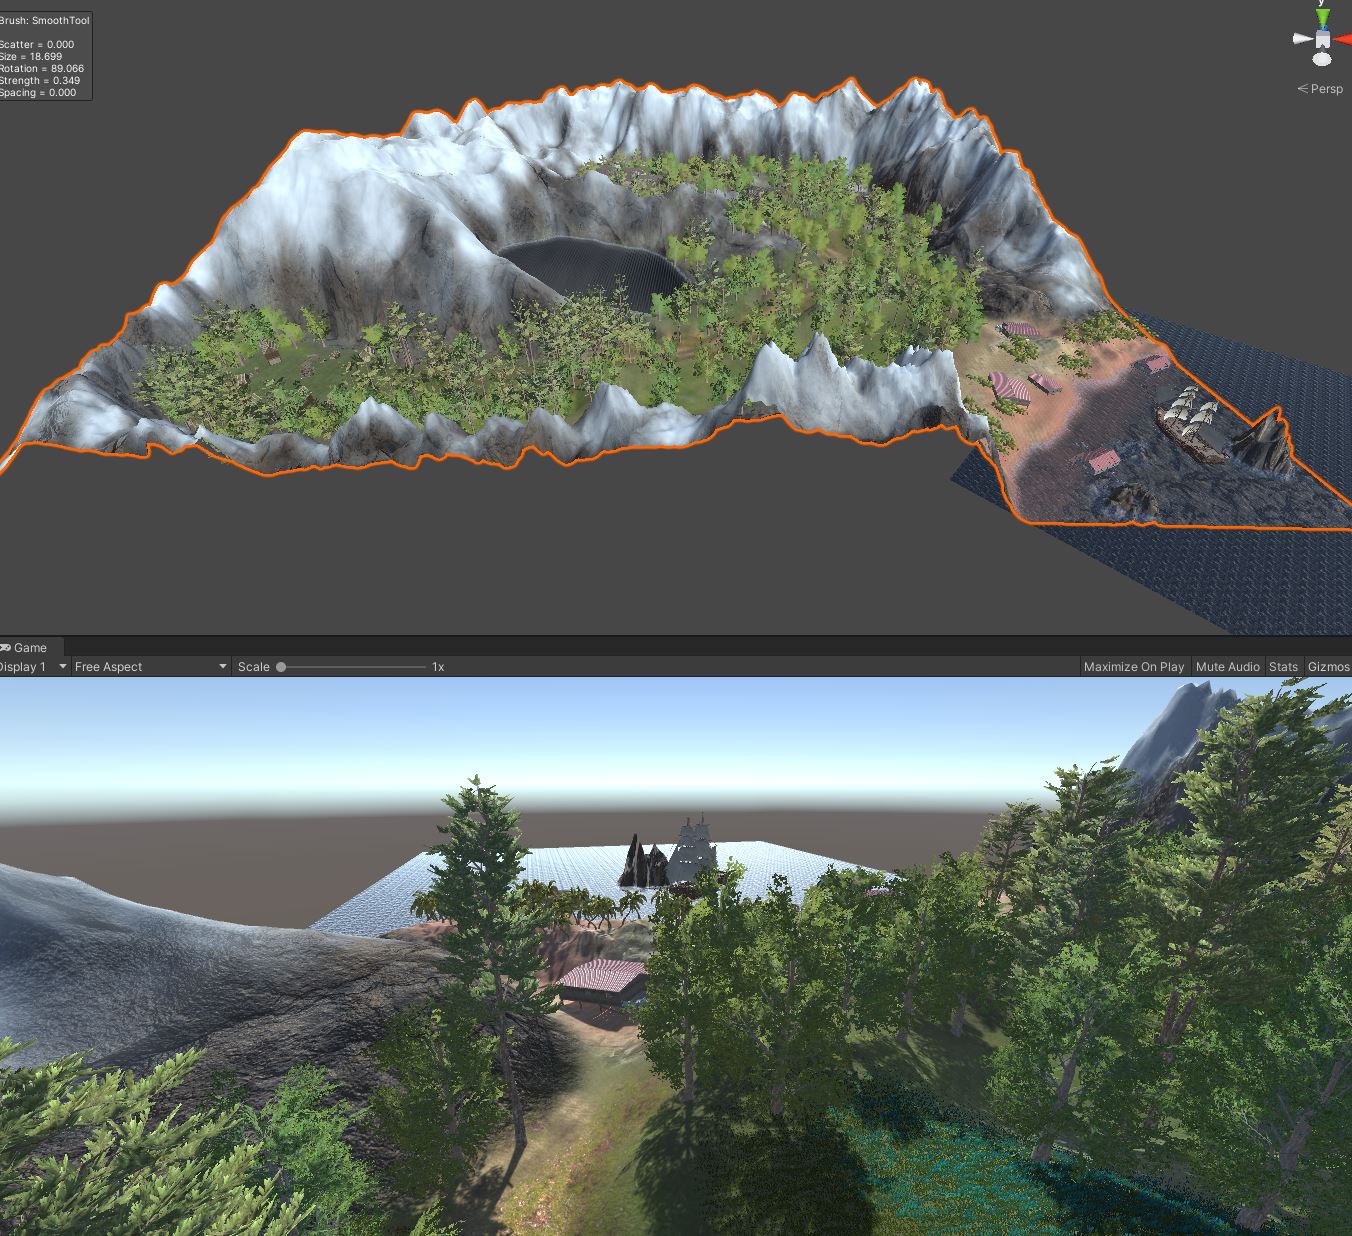 Brush: SmoothTool
Scatter = 0.000
Size = 18.699
Rotation = 89.066
Strength = 0.349
Spacing = 0.000
y
Persp
Game
Display 1
Free Aspect
Scale
1x
Maximize On Play
Mute Audio
Stats
Gizmos